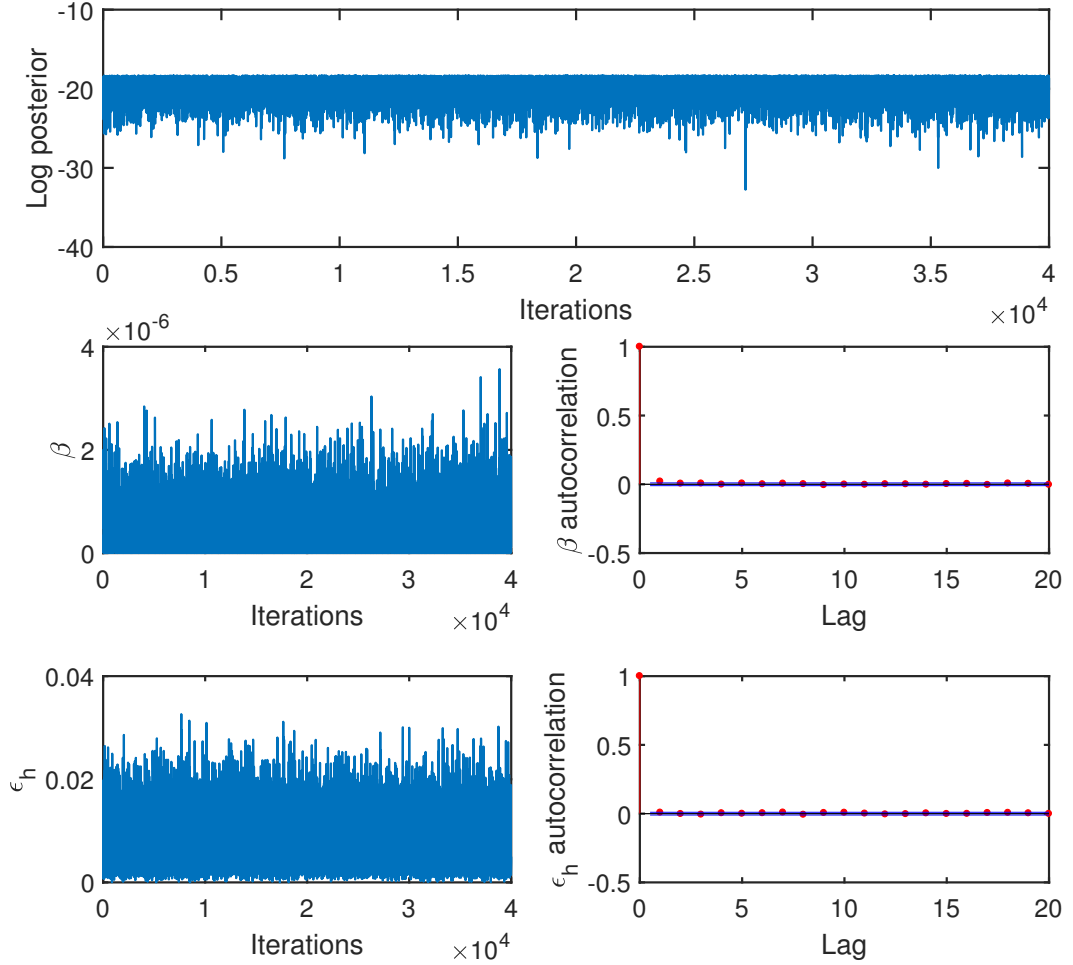 -10
-20
-30
-40
Log posterior
0 0.5 1 1.5 2 2.5 3 3.5 4
Iterations
×10^4
×10^-6
4
2
0
β
0 1 2 3 4
Iterations
×10^4
1
0.5
0
-0.5
β autocorrelation
0 5 10 15 20
Lag
0.04
0.02
0
ϵ_h
0 1 2 3 4
Iterations
×10^4
1
0.5
0
-0.5
ϵ_h autocorrelation
0 5 10 15 20
Lag